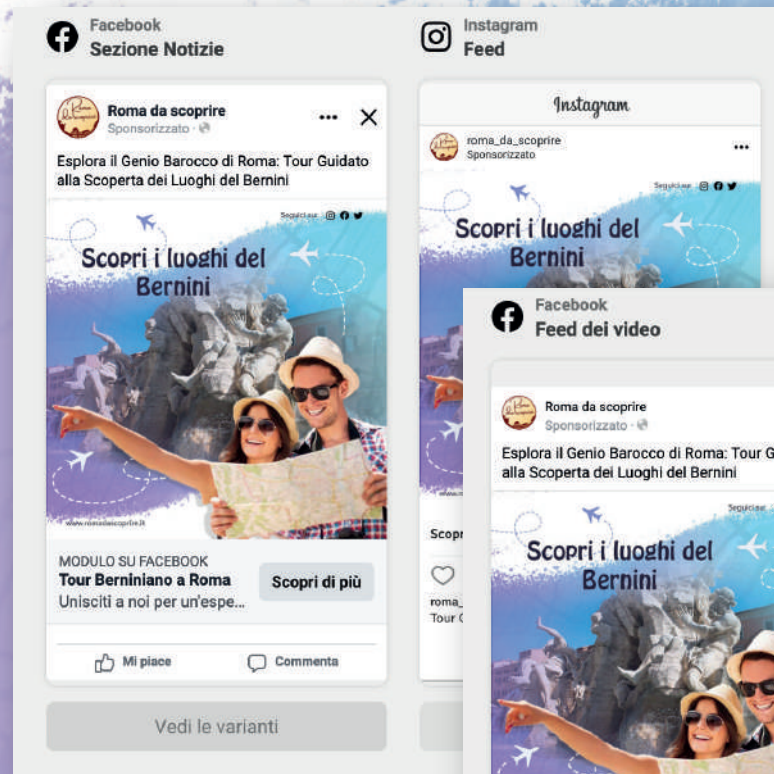 Facebook
Sezione Notizie
Roma da scoprire
Sponsorizzato
Esplora il Genio Barocco di Roma: Tour Guidato
alla Scoperta dei Luoghi del Bernini
Seguici su:
Scopri i luoghi del
Bernini
www.romadascoprire.it
MODULO SU FACEBOOK
Tour Berniniano a Roma
Unisciti a noi per un'espe...
Scopri di più
Mi piace
Commenta
Vedi le varianti
Instagram
Feed
Instagram
roma_da_scoprire
Sponsorizzato
Seguici su:
Scopri i luoghi del
Bernini
Scopr
roma_
Tour
Facebook
Feed dei video
Roma da scoprire
Sponsorizzato
Esplora il Genio Barocco di Roma: Tour G
alla Scoperta dei Luoghi del Bernini
Seguici su:
Scopri i luoghi del
Bernini